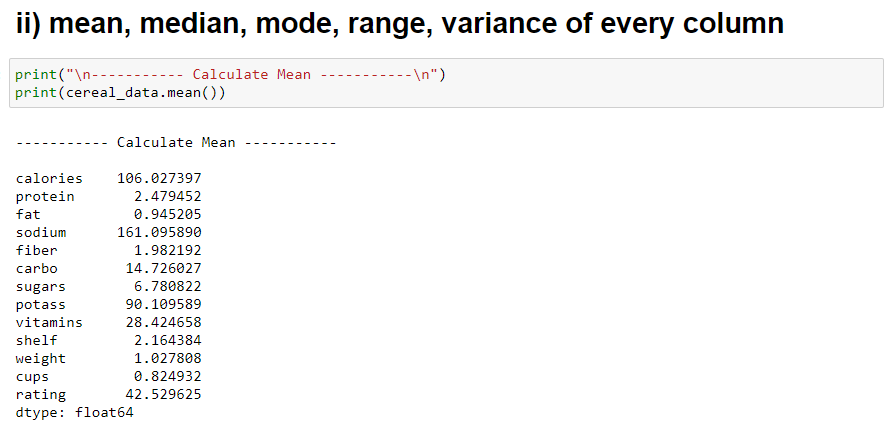 ii) mean, median, mode, range, variance of every column
print("\n----------- Calculate Mean -----------\n")
print(cereal_data.mean())
----------- Calculate Mean -----------
calories    106.027397
protein       2.479452
fat           0.945205
sodium      161.095890
fiber         1.982192
carbo        14.726027
sugars        6.780822
potass       90.109589
vitamins     28.424658
shelf         2.164384
weight        1.027808
cups          0.824932
rating       42.529625
dtype: float64